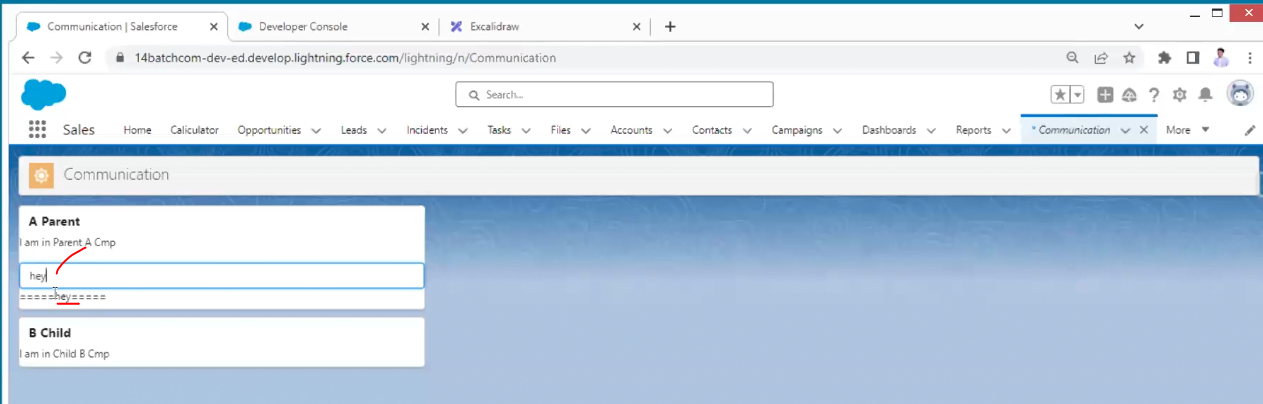 Communication | Salesforce
Developer Console
Excalidraw
14batchcom-dev-ed.develop.lightning.force.com/lightning/n/Communication
Search...
Sales Home Calculator Opportunities Leads Incidents Tasks Files Accounts Contacts Campaigns Dashboards Reports * Communication More
Communication
A Parent
I am in Parent A Cmp
hey
=====hey=====
B Child
I am in Child B Cmp